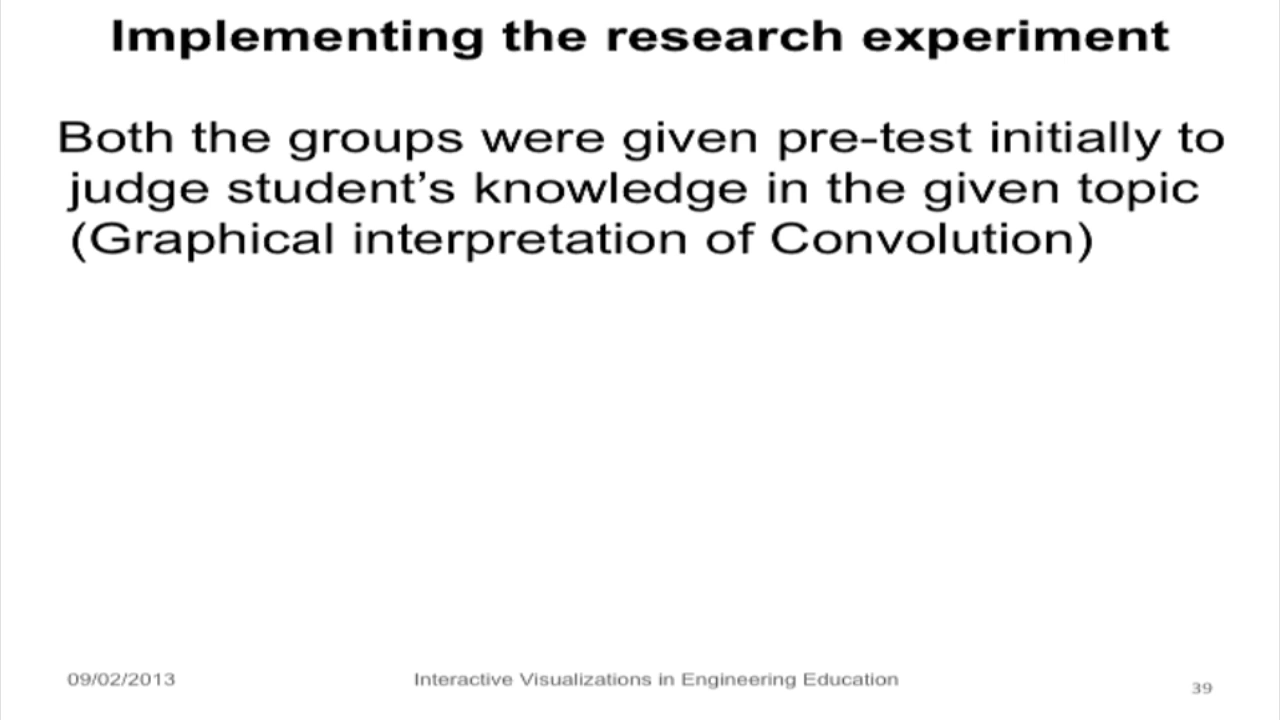 Implementing the research experiment
Both the groups were given pre-test initially to
judge student’s knowledge in the given topic
(Graphical interpretation of Convolution)
09/02/2013
Interactive Visualizations in Engineering Education
39